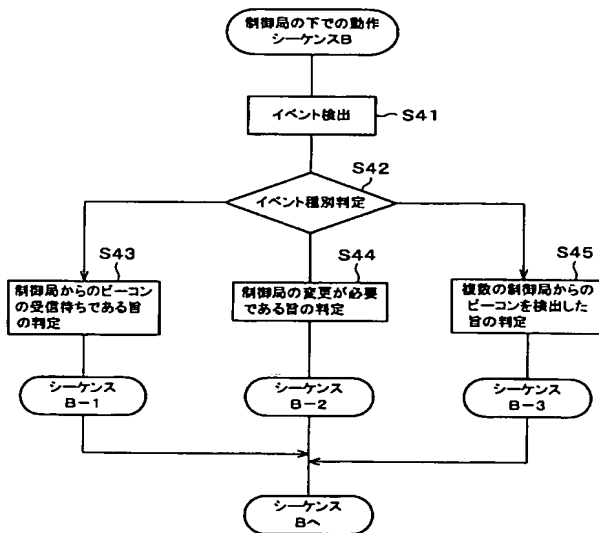 制御局の下での動作
シーケンスB
イベント検出
S41
S42
イベント種別判定
S43
制御局からのビーコン
の受信待ちである旨
の判定
S44
制御局の変更が必要
である旨の判定
S45
複数の制御局からの
ビーコンを検出した
旨の判定
シーケンス
B－1
シーケンス
B－2
シーケンス
B－3
シーケンス
Bへ